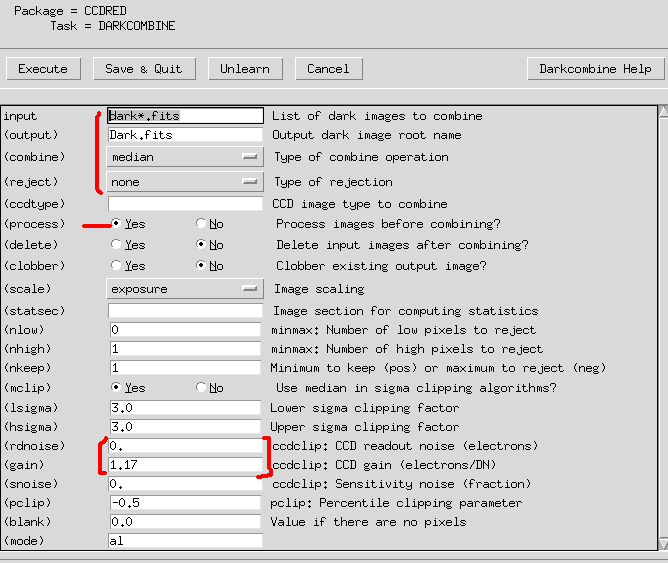 Package = CCDRED
Task = DARKCOMBINE
Execute Save & Quit Unlearn Cancel Darkcombine Help
input dark*.fits List of dark images to combine
(output) Dark.fits Output dark image root name
(combine) median Type of combine operation
(reject) none Type of rejection
(ccdtype) CCD image type to combine
(process) Yes No Process images before combining?
(delete) Yes No Delete input images after combining?
(clobber) Yes No Clobber existing output image?
(scale) exposure Image scaling
(statsec) Image section for computing statistics
(nlow) 0 minmax: Number of low pixels to reject
(nhigh) 1 minmax: Number of high pixels to reject
(nkeep) 1 Minimum to keep (pos) or maximum to reject (neg)
(mclip) Yes No Use median in sigma clipping algorithms?
(lsigma) 3.0 Lower sigma clipping factor
(hsigma) 3.0 Upper sigma clipping factor
(rdnoise) 0. ccdclip: CCD readout noise (electrons)
(gain) 1.17 ccdclip: CCD gain (electrons/DN)
(snoise) 0. ccdclip: Sensitivity noise (fraction)
(pclip) -0.5 pclip: Percentile clipping parameter
(blank) 0.0 Value if there are no pixels
(mode) al